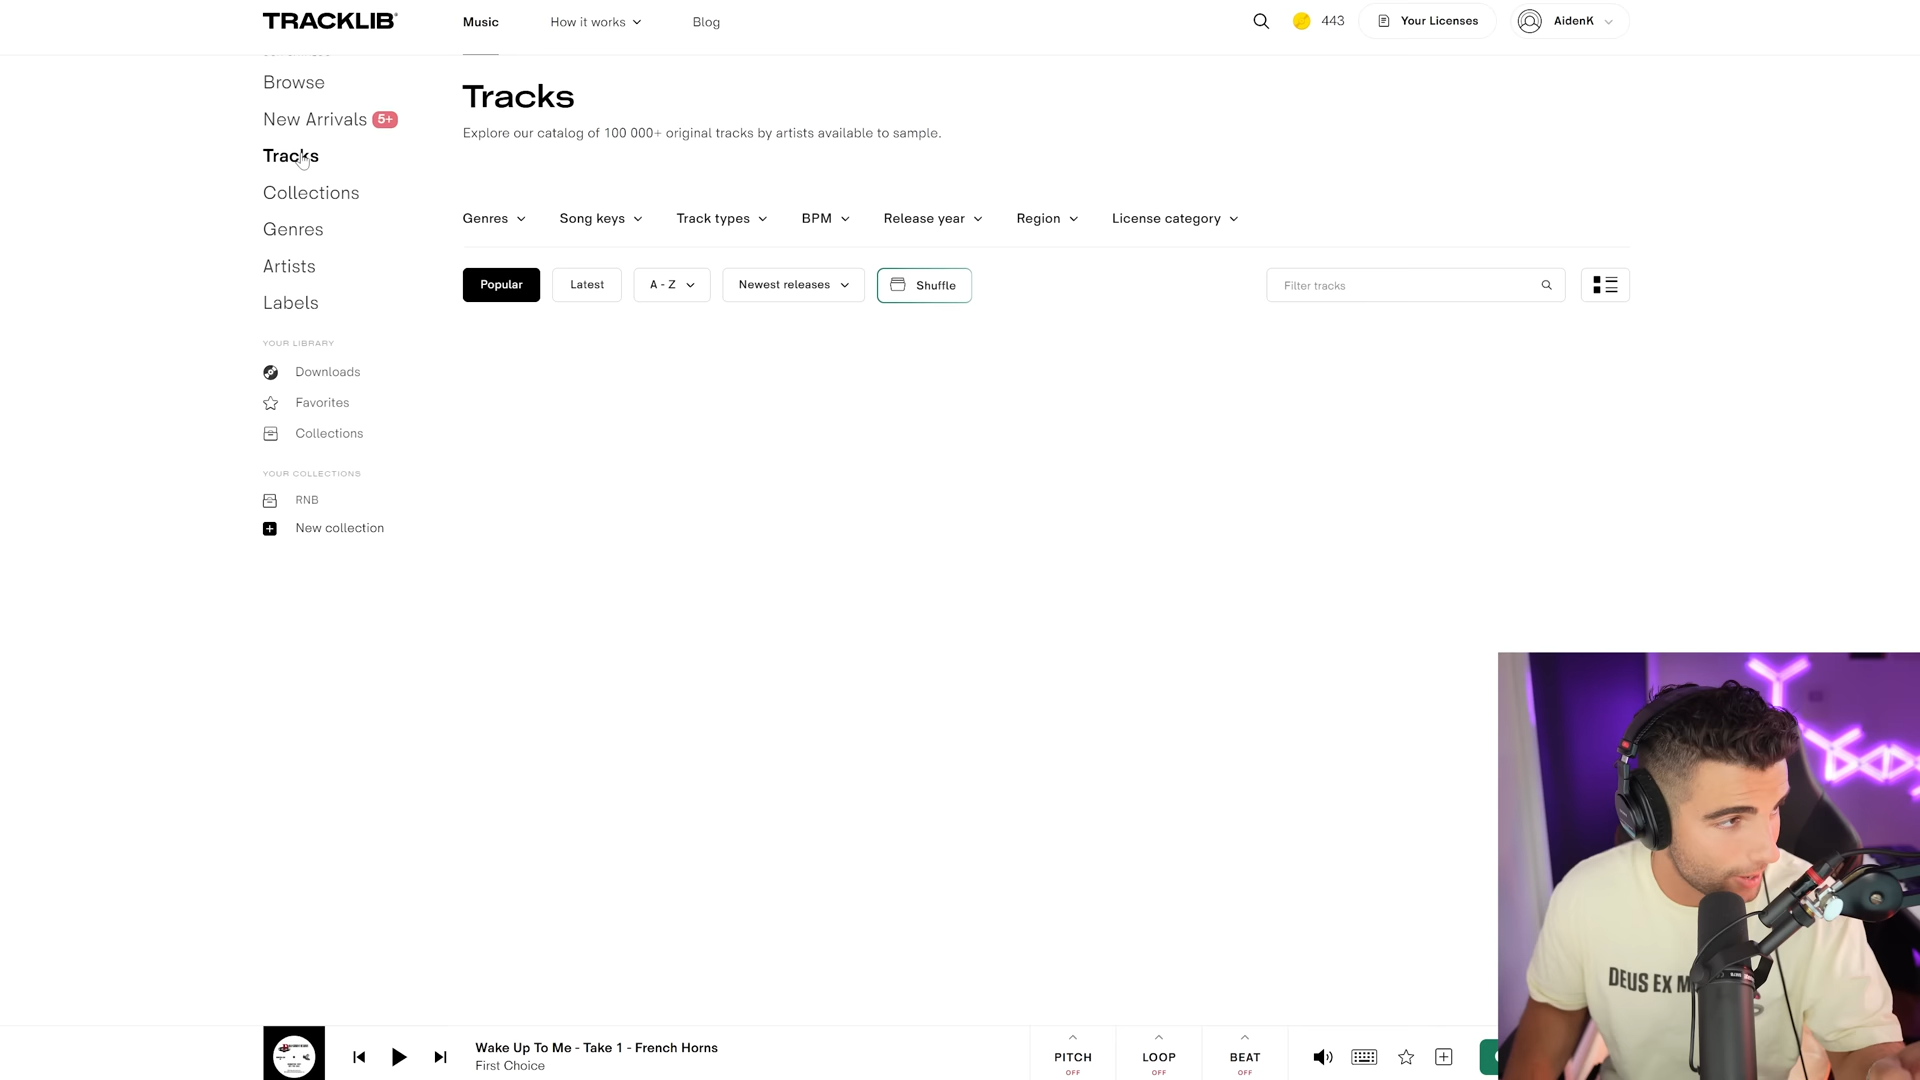 TRACKLIB
Music
How it works
Blog
443
Your Licenses
AidenK
Browse
New Arrivals 5+
Tracks
Collections
Genres
Artists
Labels
YOUR LIBRARY
Downloads
Favorites
Collections
YOUR COLLECTIONS
RNB
New collection
Tracks
Explore our catalog of 100 000+ original tracks by artists available to sample.
Genres
Song keys
Track types
BPM
Release year
Region
License category
Popular
Latest
A - Z
Newest releases
Shuffle
Filter tracks
DEUS EX M
Wake Up To Me - Take 1 - French Horns
First Choice
PITCH
OFF
LOOP
OFF
BEAT
OFF